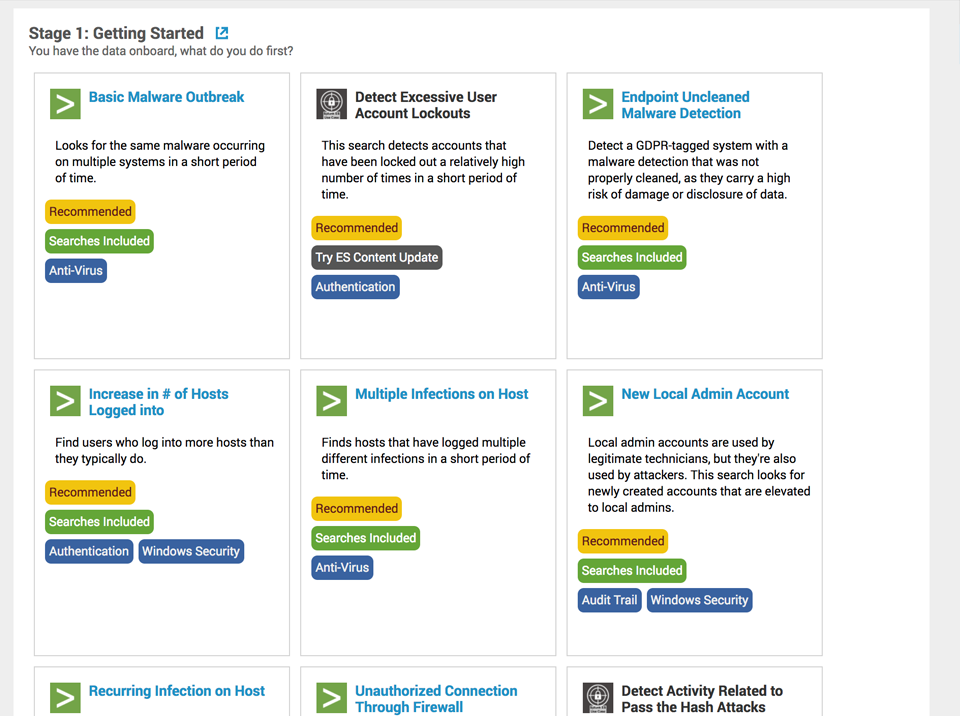 Stage 1: Getting Started
You have the data onboard, what do you do first?
Basic Malware Outbreak
Looks for the same malware occurring
on multiple systems in a short period
of time.
Recommended
Searches Included
Anti-Virus
Detect Excessive User
Account Lockouts
This search detects accounts that
have been locked out a relatively high
number of times in a short period of
time.
Recommended
Try ES Content Update
Authentication
Endpoint Uncleaned
Malware Detection
Detect a GDPR-tagged system with a
malware detection that was not
properly cleaned, as they carry a high
risk of damage or disclosure of data.
Recommended
Searches Included
Anti-Virus
Increase in # of Hosts
Logged into
Find users who log into more hosts than
they typically do.
Recommended
Searches Included
Authentication Windows Security
Multiple Infections on Host
Finds hosts that have logged multiple
different infections in a short period of
time.
Recommended
Searches Included
Anti-Virus
New Local Admin Account
Local admin accounts are used by
legitimate technicians, but they're also
used by attackers. This search looks for
newly created accounts that are elevated
to local admins.
Recommended
Searches Included
Audit Trail Windows Security
Recurring Infection on Host
Unauthorized Connection
Through Firewall
Detect Activity Related to
Pass the Hash Attacks